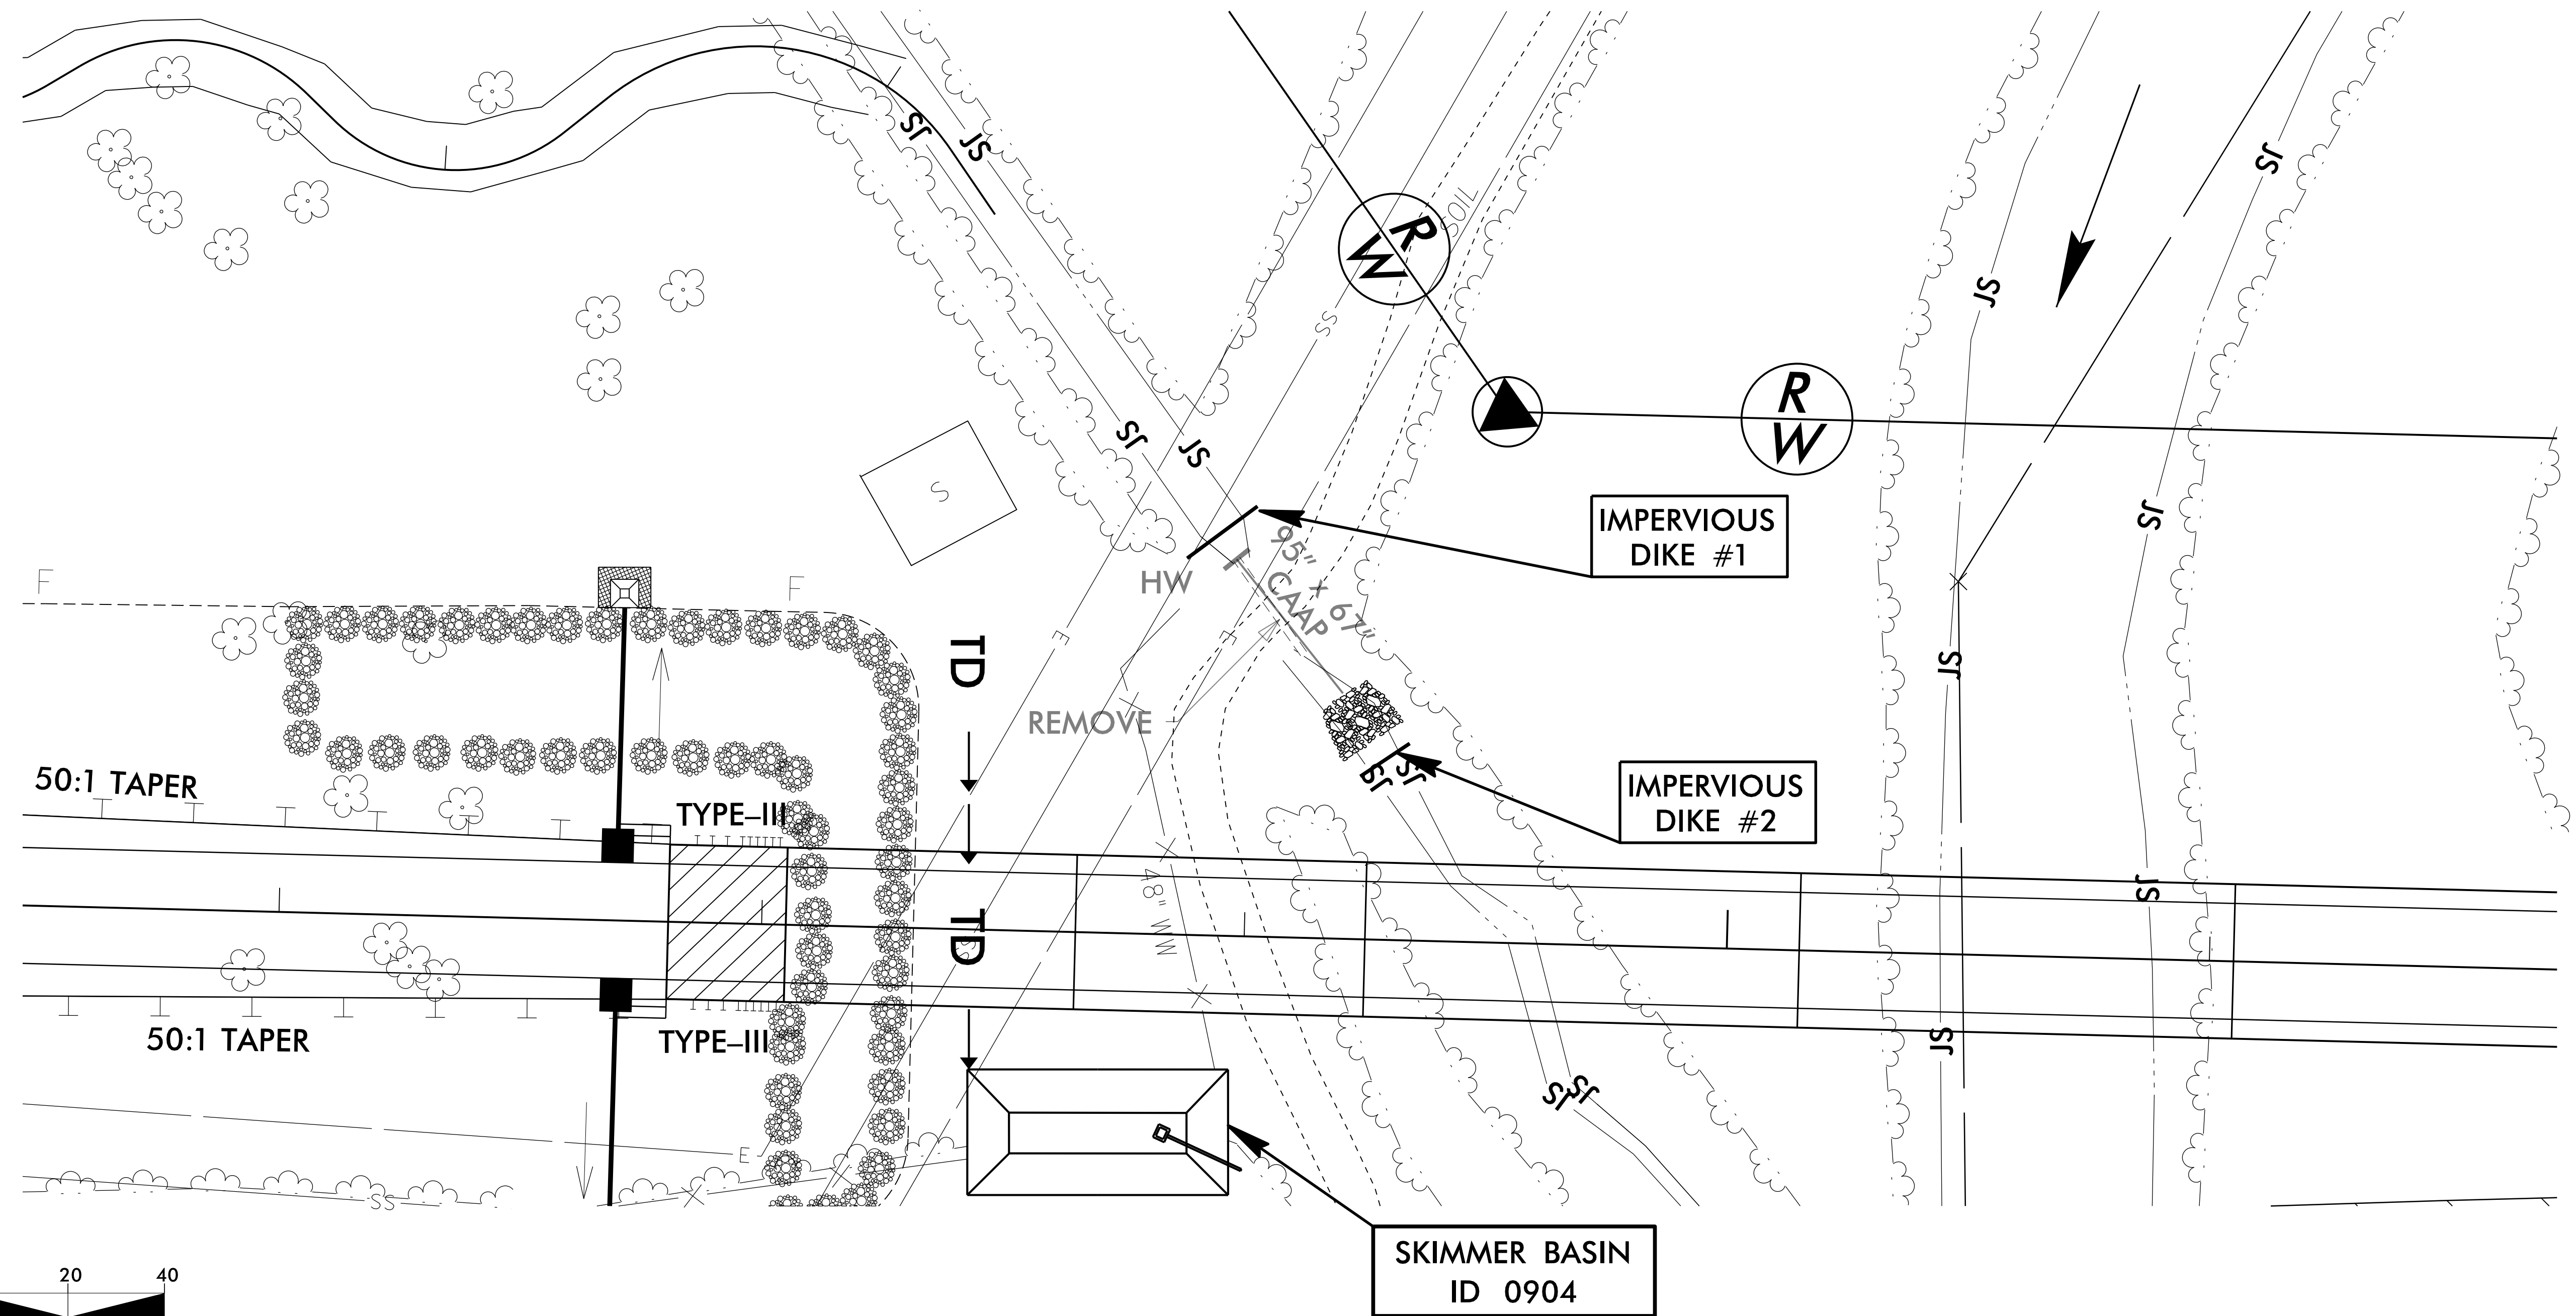 JS
JS
JS
SOIL
R
W
SS
JS
JS
JS
R
W
S
JS
IMPERVIOUS
DIKE #1
95" x 67"
CAAP
HW
F
F
E
E
TD
JS
REMOVE
JS
JS
IMPERVIOUS
DIKE #2
50:1 TAPER
TYPE–III
48" WW
JS
TD
50:1 TAPER
TYPE–III
JS
JS
JS
E
SS
SKIMMER BASIN
ID 0904
20
40